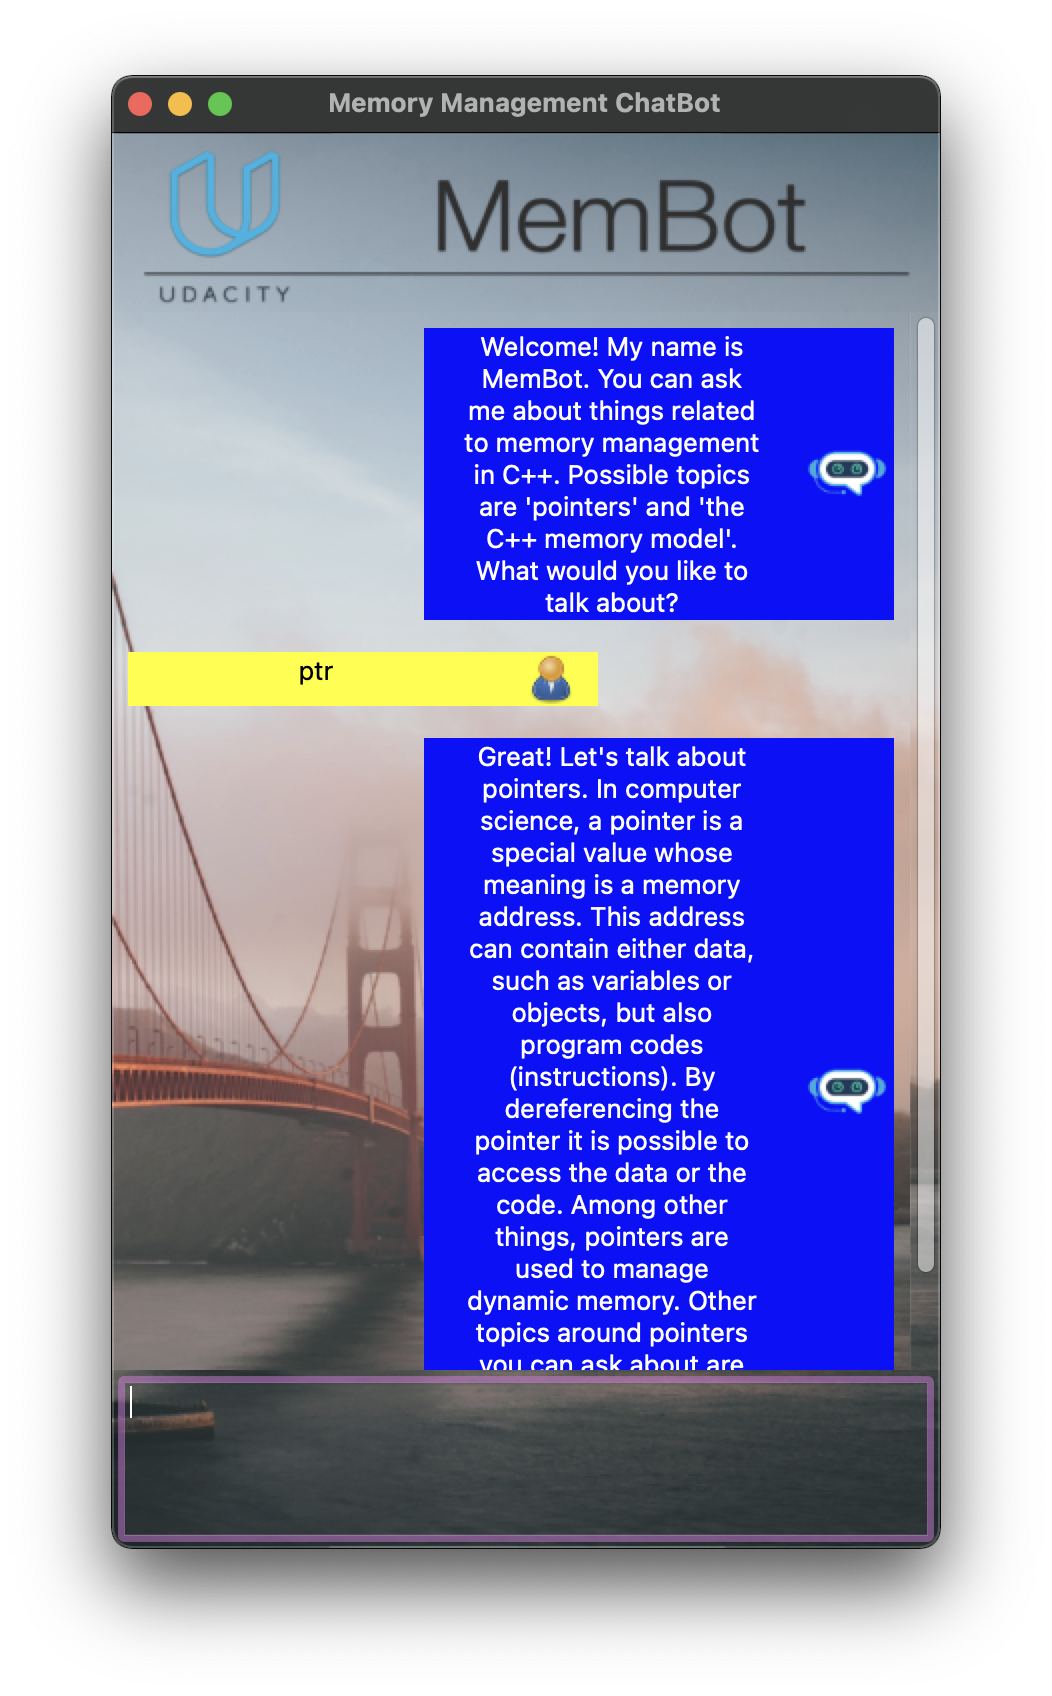 Memory Management ChatBot
MemBot
UDACITY
Welcome! My name is
MemBot. You can ask
me about things related
to memory management
in C++. Possible topics
are 'pointers' and 'the
C++ memory model'.
What would you like to
talk about?
ptr
Great! Let's talk about
pointers. In computer
science, a pointer is a
special value whose
meaning is a memory
address. This address
can contain either data,
such as variables or
objects, but also
program codes
(instructions). By
dereferencing the
pointer it is possible to
access the data or the
code. Among other
things, pointers are
used to manage
dynamic memory. Other
topics around pointers
you can ask about are